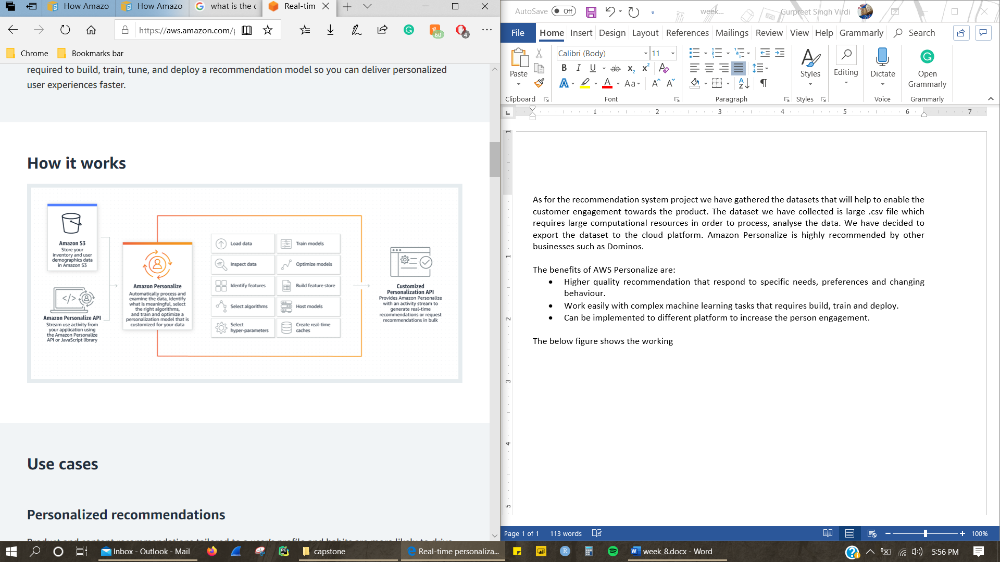 How Amazo
How Amazo
what is the c
Real-tim
https://aws.amazon.com/
60
4
Chrome
Bookmarks bar
required to build, train, tune, and deploy a recommendation model so you can deliver personalized
user experiences faster.
How it works
Amazon S3
Store your
inventory and user
demographics data
in Amazon S3
Amazon Personalize API
Stream use activity from
your application using
the Amazon Personalize
API or JavaScript library
Amazon Personalize
Automatically process and
examine the data, identify
what is meaningful, select
the right algorithms,
and train and optimize a
personalization model that is
customized for your data
Load data
Train models
Inspect data
Optimize models
Identify features
Build feature store
Select algorithms
Host models
Select
hyper-parameters
Create real-time
caches
Customized
Personalization API
Provides Amazon Personalize
with an activity stream to
generate real-time
recommendations or request
recommendations in bulk
Use cases
Personalized recommendations
AutoSave Off
week...
Gurpreet Singh Virdi
File Home Insert Design Layout References Mailings Review View Help Grammarly Search
Paste
Clipboard
Calibri (Body) 11
B I U ab x₂ x² A
A A Aa A A
Font
Paragraph
Styles
Styles
Editing
Dictate
Voice
Open
Grammarly
Grammarly
1 2 3 4 5 6 7
1
1
2
3
4
5
As for the recommendation system project we have gathered the datasets that will help to enable the
customer engagement towards the product. The dataset we have collected is large .csv file which
requires large computational resources in order to process, analyse the data. We have decided to
export the dataset to the cloud platform. Amazon Personalize is highly recommended by other
businesses such as Dominos.
The benefits of AWS Personalize are:
• Higher quality recommendation that respond to specific needs, preferences and changing
behaviour.
• Work easily with complex machine learning tasks that requires build, train and deploy.
• Can be implemented to different platform to increase the person engagement.
The below figure shows the working
Page 1 of 1 113 words
100%
Inbox - Outlook - Mail
capstone
Real-time personaliza...
week_8.docx - Word
5:56 PM